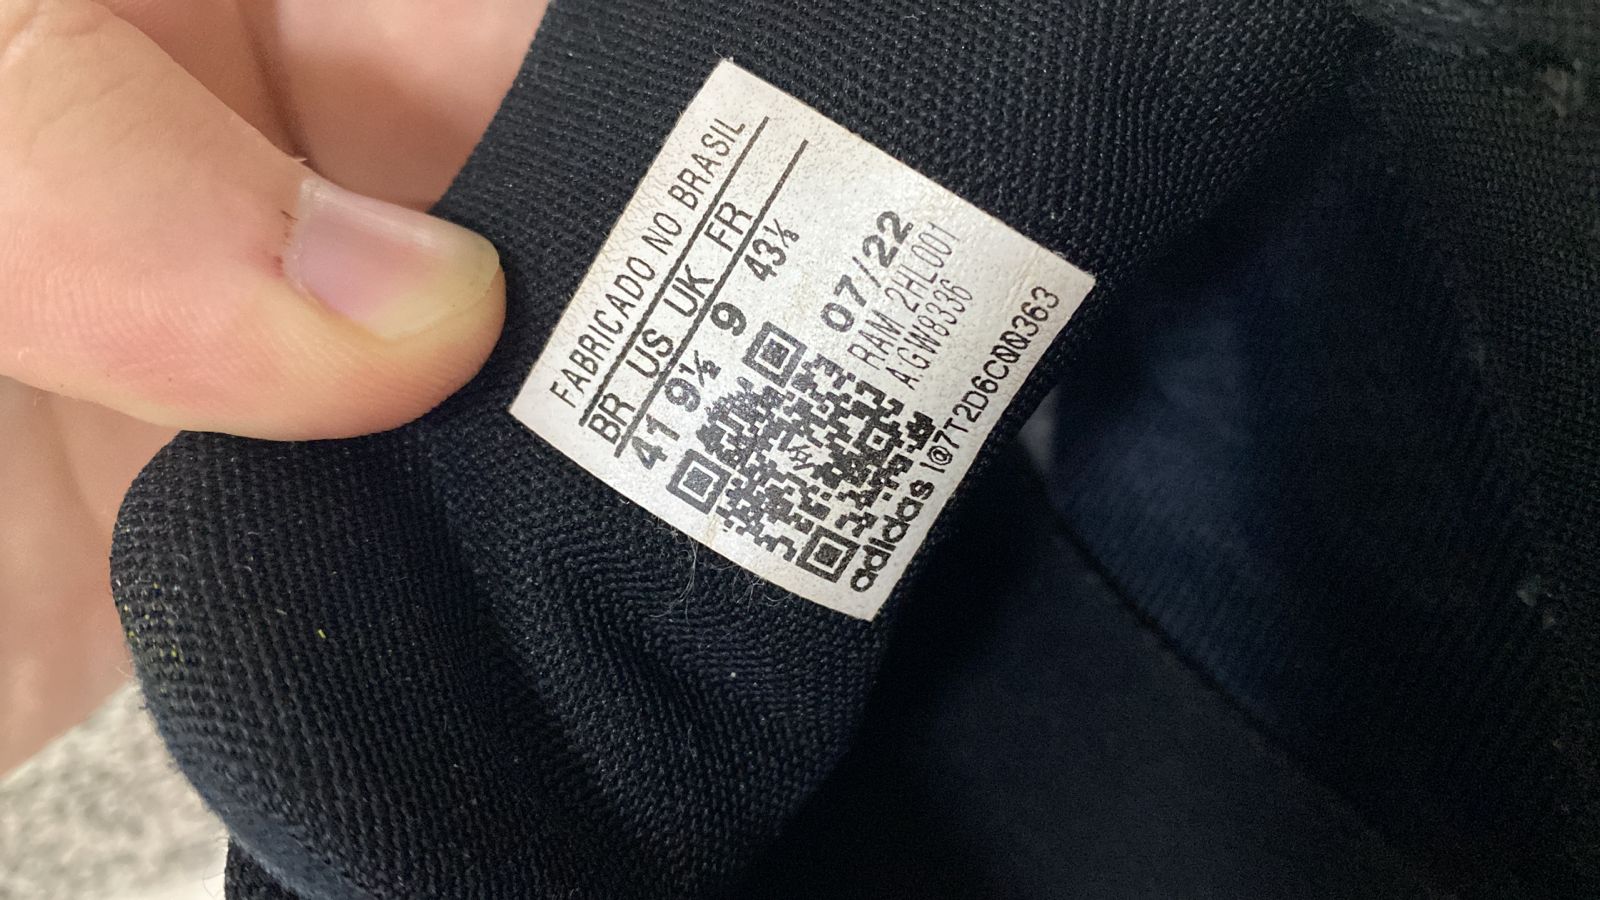 FABRICADO NO BRASIL
BR US UK FR
41 9½ 9 43⅓
07/22
RAM 2HL001
A.GW8336
adidas 1@7T2D6C00363